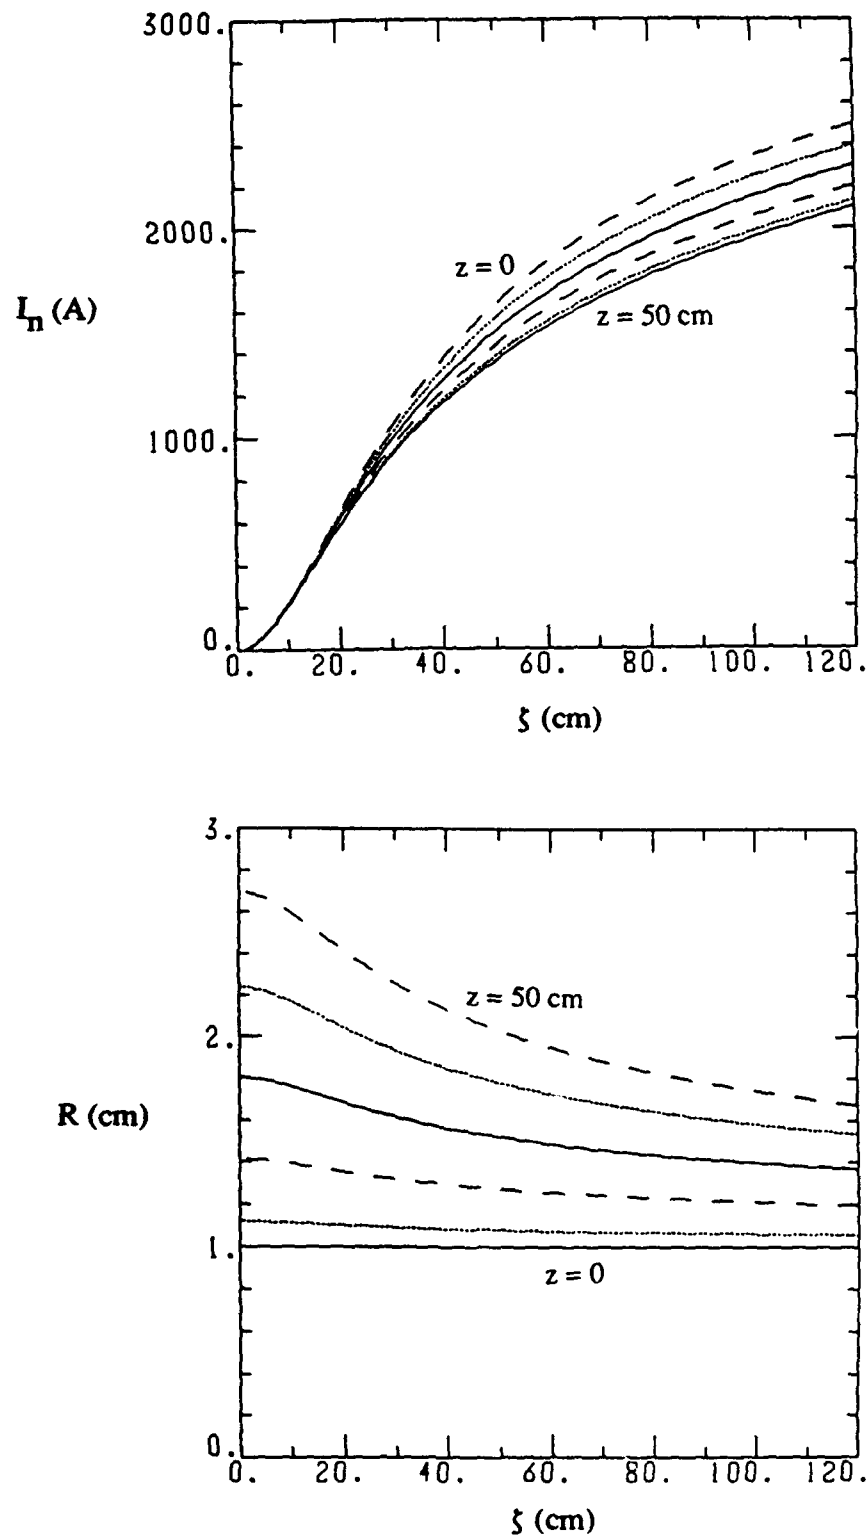 3000.
2000.
1000.
0.
I_n (A)
z = 0
z = 50 cm
0. 20. 40. 60. 80. 100. 120.
ζ (cm)
3.
2.
1.
0.
R (cm)
z = 50 cm
z = 0
0. 20. 40. 60. 80. 100. 120.
ζ (cm)